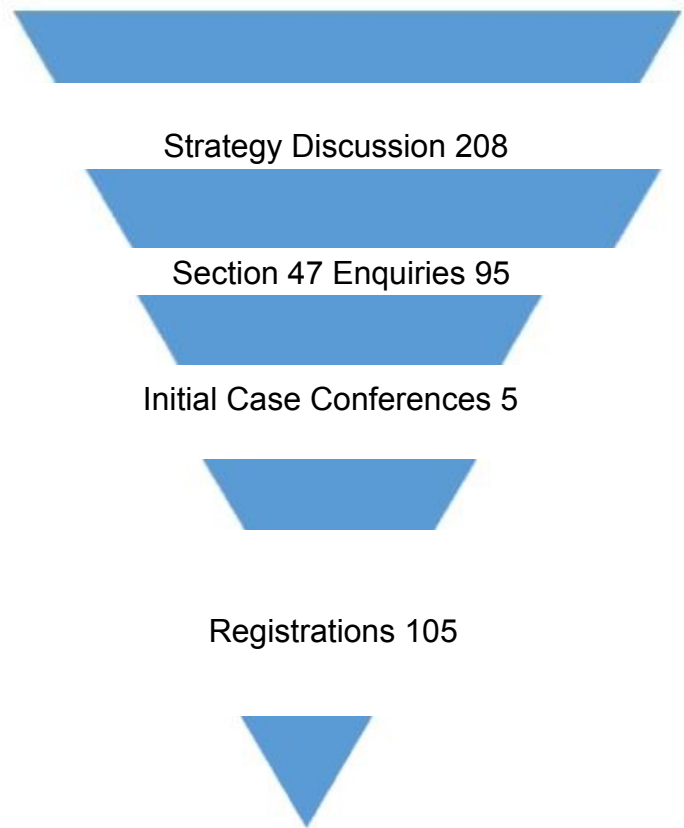 Strategy Discussion 208
Section 47 Enquiries 95
Initial Case Conferences 5
Registrations 105